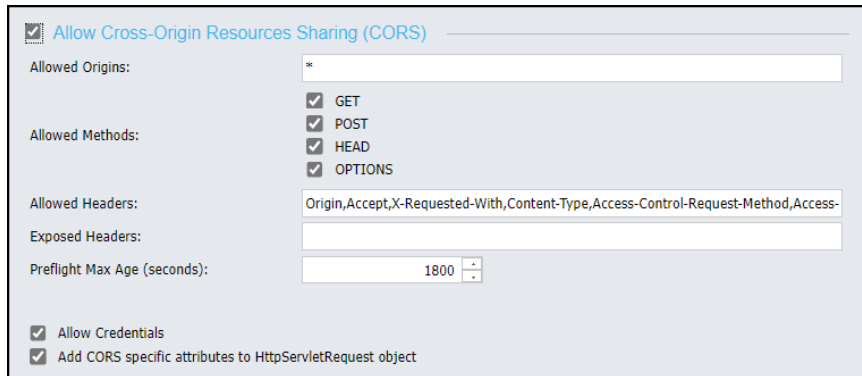 Allow Cross-Origin Resources Sharing (CORS)
Allowed Origins: *
Allowed Methods:
GET
POST
HEAD
OPTIONS
Allowed Headers: Origin,Accept,X-Requested-With,Content-Type,Access-Control-Request-Method,Access-
Exposed Headers:
Preflight Max Age (seconds): 1800
Allow Credentials
Add CORS specific attributes to HttpServletRequest object